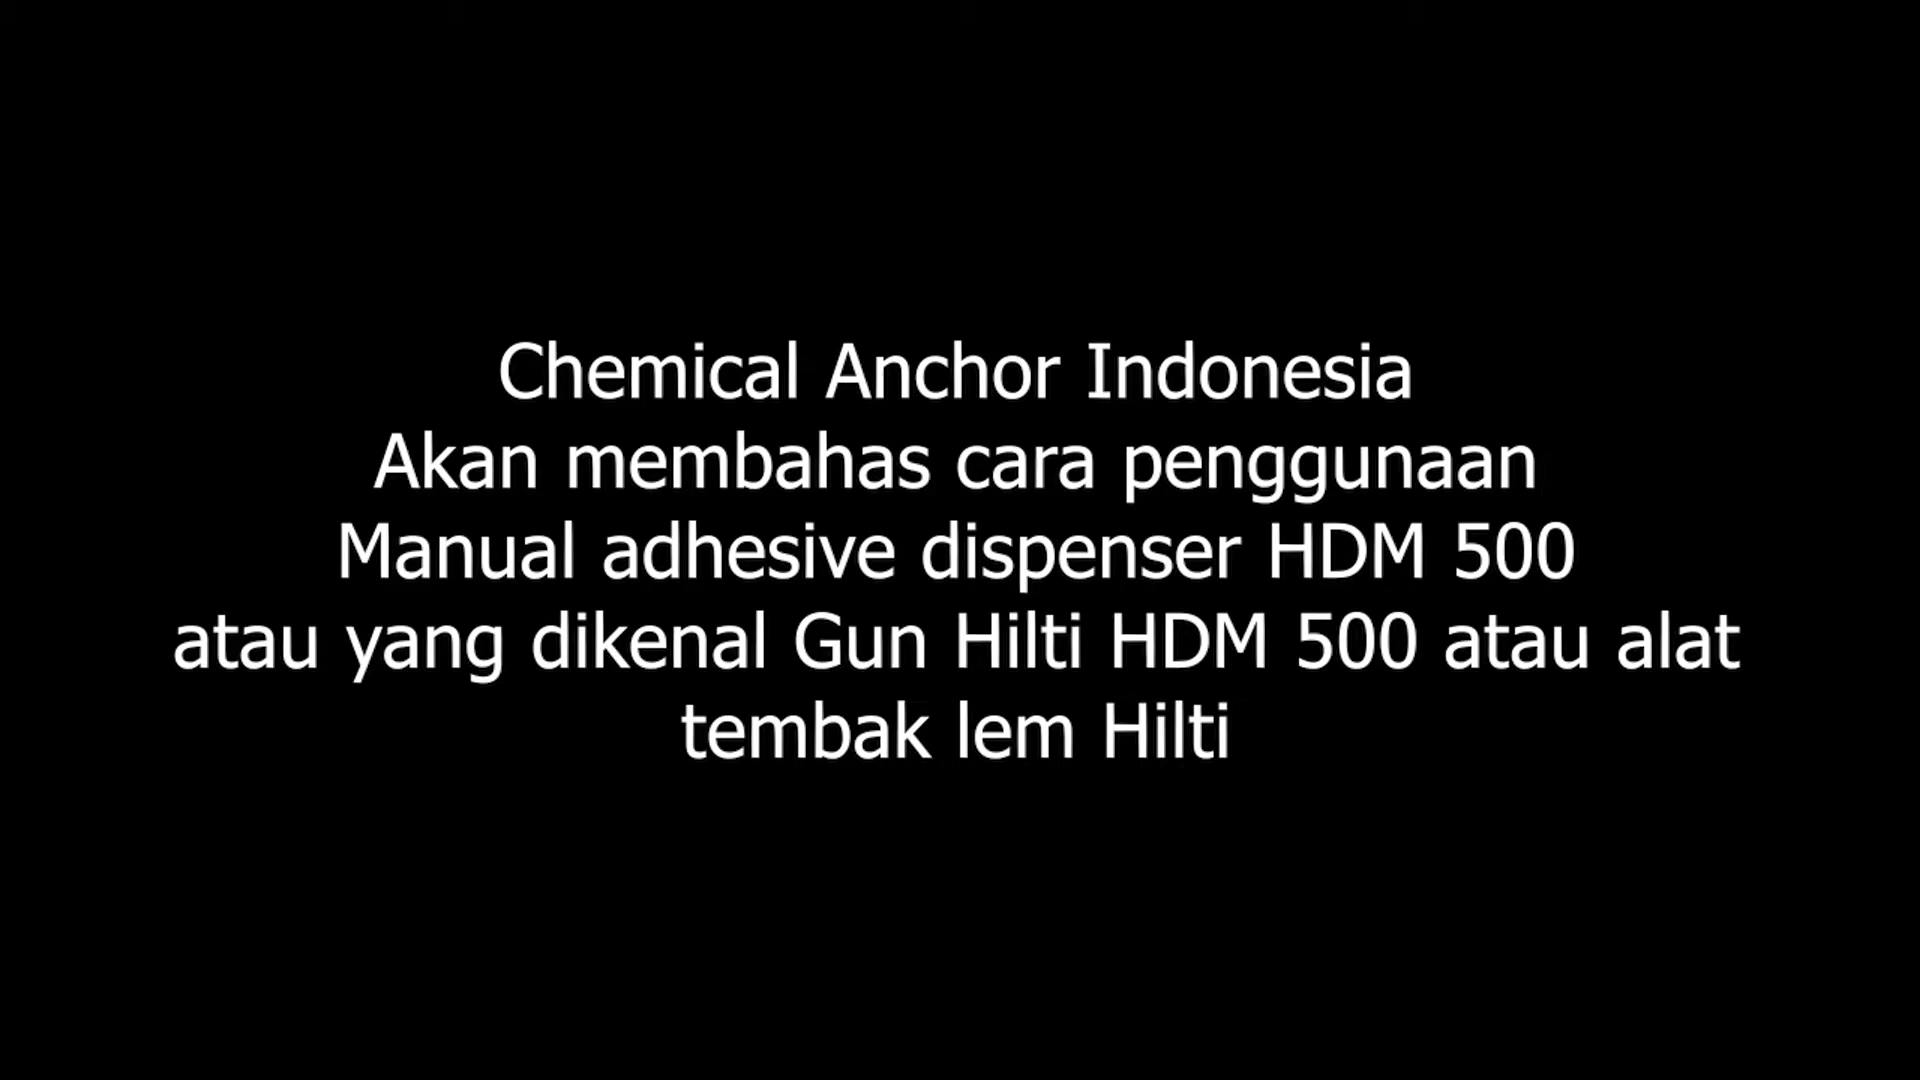 Chemical Anchor Indonesia
Akan membahas cara penggunaan
Manual adhesive dispenser HDM 500
atau yang dikenal Gun Hilti HDM 500 atau alat
tembak lem Hilti